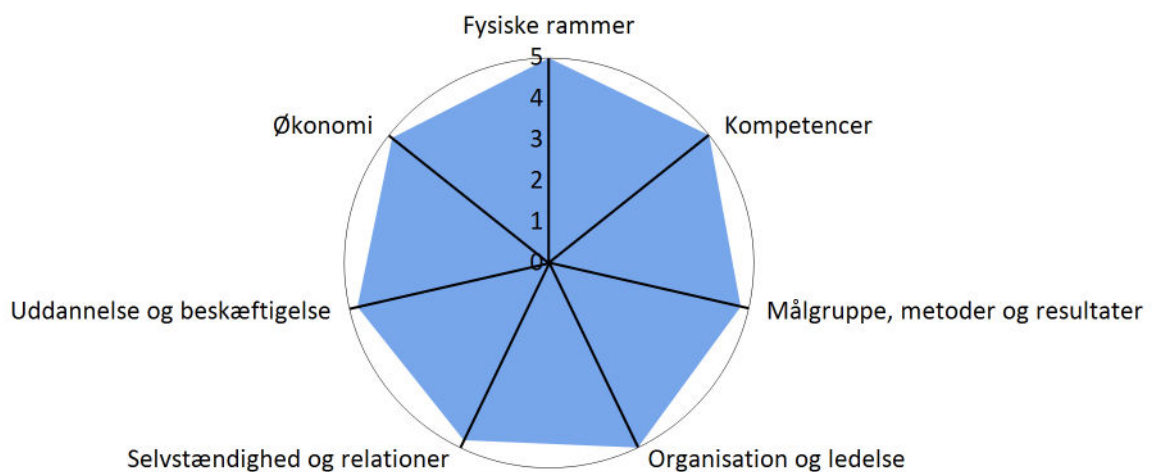 Fysiske rammer
5
4
3
2
1
0
Økonomi
Kompetencer
Uddannelse og beskæftigelse
Målgruppe, metoder og resultater
Selvstændighed og relationer
Organisation og ledelse